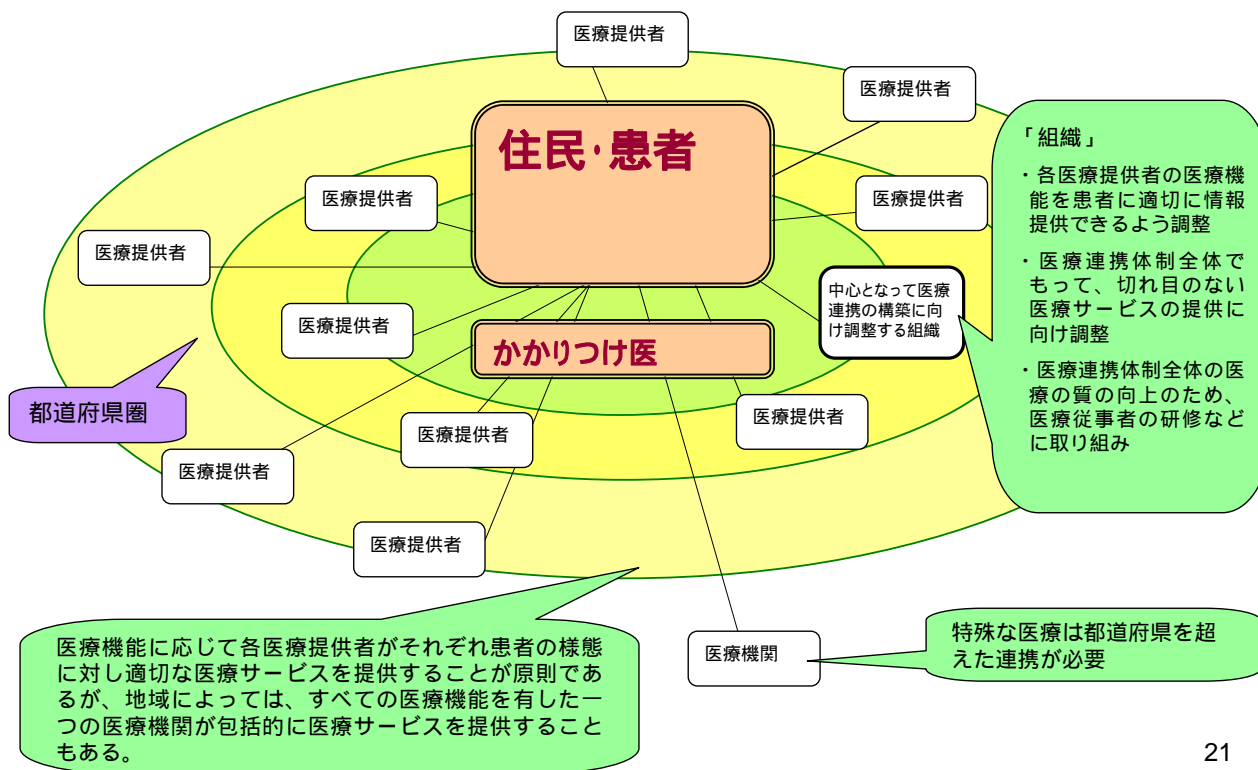 医療提供者
医療提供者
住民・患者
医療提供者
医療提供者
医療提供者
医療提供者
中心となって医療
連携の構築に向
け調整する組織
かかりつけ医
都道府県圏
医療提供者
医療提供者
医療提供者
医療提供者
「組織」
・各医療提供者の医療機
能を患者に適切に情報
提供できるよう調整
・医療連携体制全体で
もって、切れ目のない
医療サービスの提供に
向け調整
・医療連携体制全体の医
療の質の向上のため、
医療従事者の研修など
に取り組み
医療機能に応じて各医療提供者がそれぞれ患者の様態
に対し適切な医療サービスを提供することが原則であ
るが、地域によっては、すべての医療機能を有した一
つの医療機関が包括的に医療サービスを提供すること
もある。
医療機関
特殊な医療は都道府県を超
えた連携が必要
21